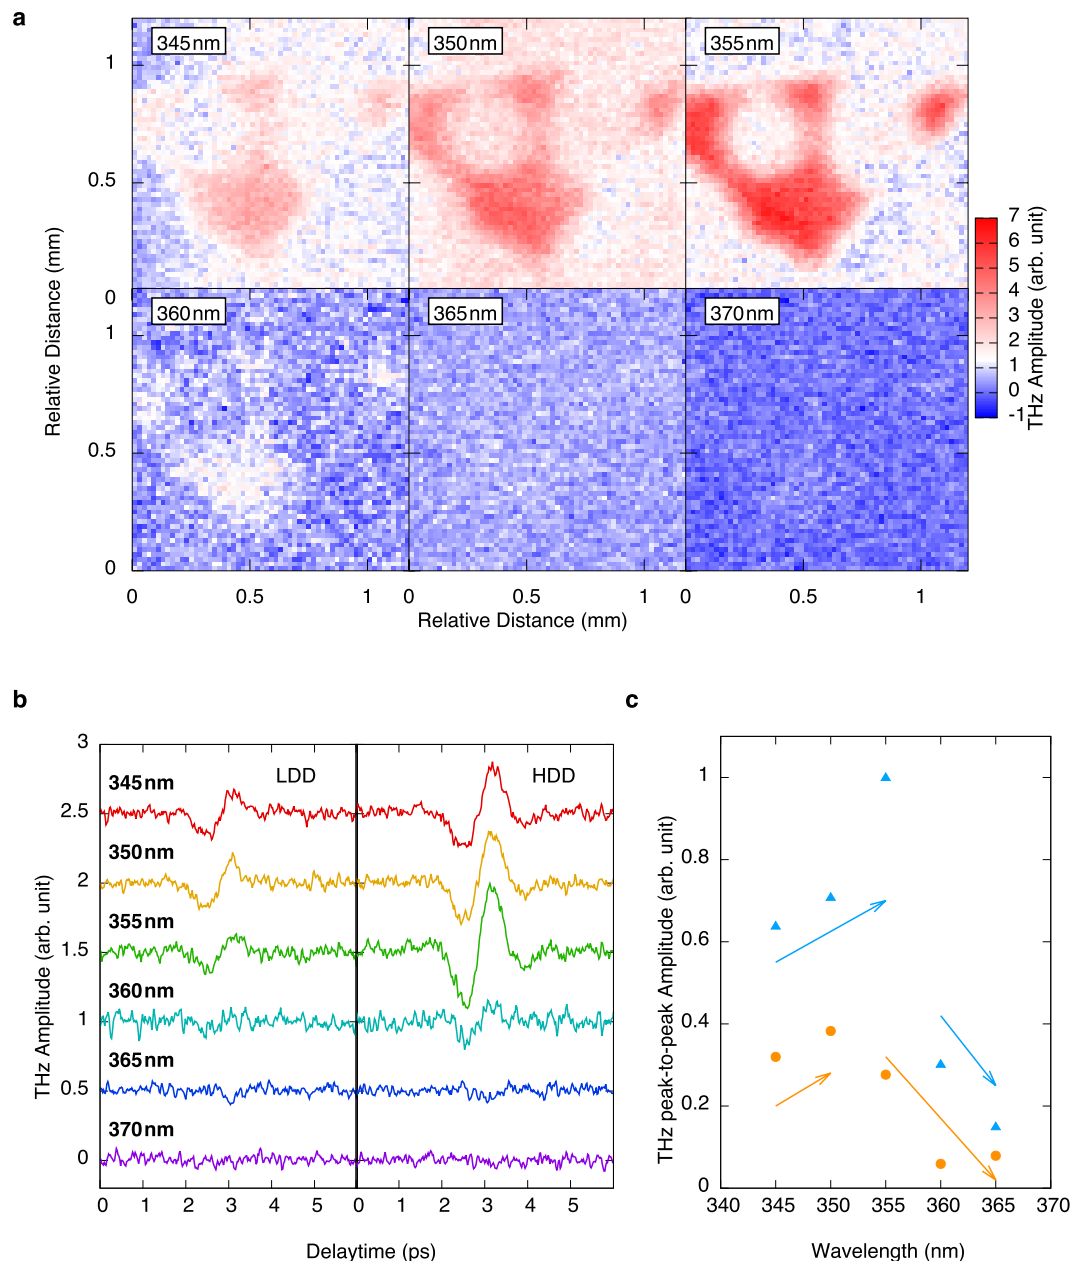 a
345nm
350nm
355nm
1
0.5
0
360nm
365nm
370nm
1
0.5
0
0
0.5
1
0
0.5
1
0
0.5
1
Relative Distance (mm)
Relative Distance (mm)
7
6
5
4
3
2
1
0
-1
THz Amplitude (arb. unit)
b
3
2.5
2
1.5
1
0.5
0
THz Amplitude (arb. unit)
LDD
HDD
345nm
350nm
355nm
360nm
365nm
370nm
0
1
2
3
4
5
0
1
2
3
4
5
Delaytime (ps)
c
1
0.8
0.6
0.4
0.2
0
THz peak-to-peak Amplitude (arb. unit)
340
345
350
355
360
365
370
Wavelength (nm)